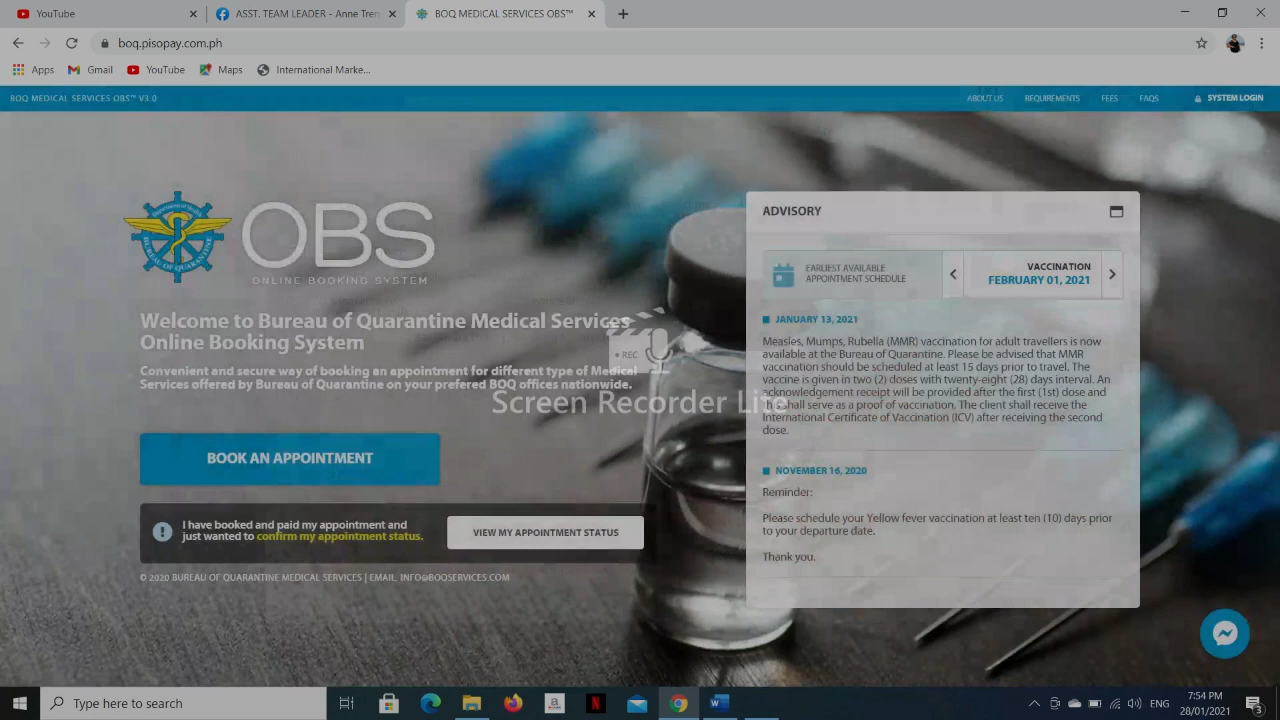 YouTube
ASST. TEAM LEADER - Anne Tren
BOQ MEDICAL SERVICES OBS™
boq.pisopay.com.ph
Apps
Gmail
YouTube
Maps
International Marke...
BOQ MEDICAL SERVICES OBS™ V3.0
ABOUT US
REQUIREMENTS
FEES
FAQS
SYSTEM LOGIN
BUREAU OF QUARANTINE
OBS
ONLINE BOOKING SYSTEM
Welcome to Bureau of Quarantine Medical Services
Online Booking System
Convenient and secure way of booking an appointment for different type of Medical
Services offered by Bureau of Quarantine on your prefered BOQ offices nationwide.
BOOK AN APPOINTMENT
I have booked and paid my appointment and
just wanted to confirm my appointment status.
VIEW MY APPOINTMENT STATUS
© 2020 BUREAU OF QUARANTINE MEDICAL SERVICES | EMAIL: INFO@BOQSERVICES.COM
REC
Screen Recorder Lite
ADVISORY
EARLIEST AVAILABLE
APPOINTMENT SCHEDULE
VACCINATION
FEBRUARY 01, 2021
JANUARY 13, 2021
Measles, Mumps, Rubella (MMR) vaccination for adult travellers is now
available at the Bureau of Quarantine. Please be advised that MMR
vaccination should be scheduled at least 15 days prior to travel. The
vaccine is given in two (2) doses with twenty-eight (28) days interval. An
acknowledgement receipt will be provided after the first (1st) dose and
this shall serve as a proof of vaccination. The client shall receive the
International Certificate of Vaccination (ICV) after receiving the second
dose.
NOVEMBER 16, 2020
Reminder:
Please schedule your Yellow fever vaccination at least ten (10) days prior
to your departure date.
Thank you.
Type here to search
ENG
7:54 PM
28/01/2021
3